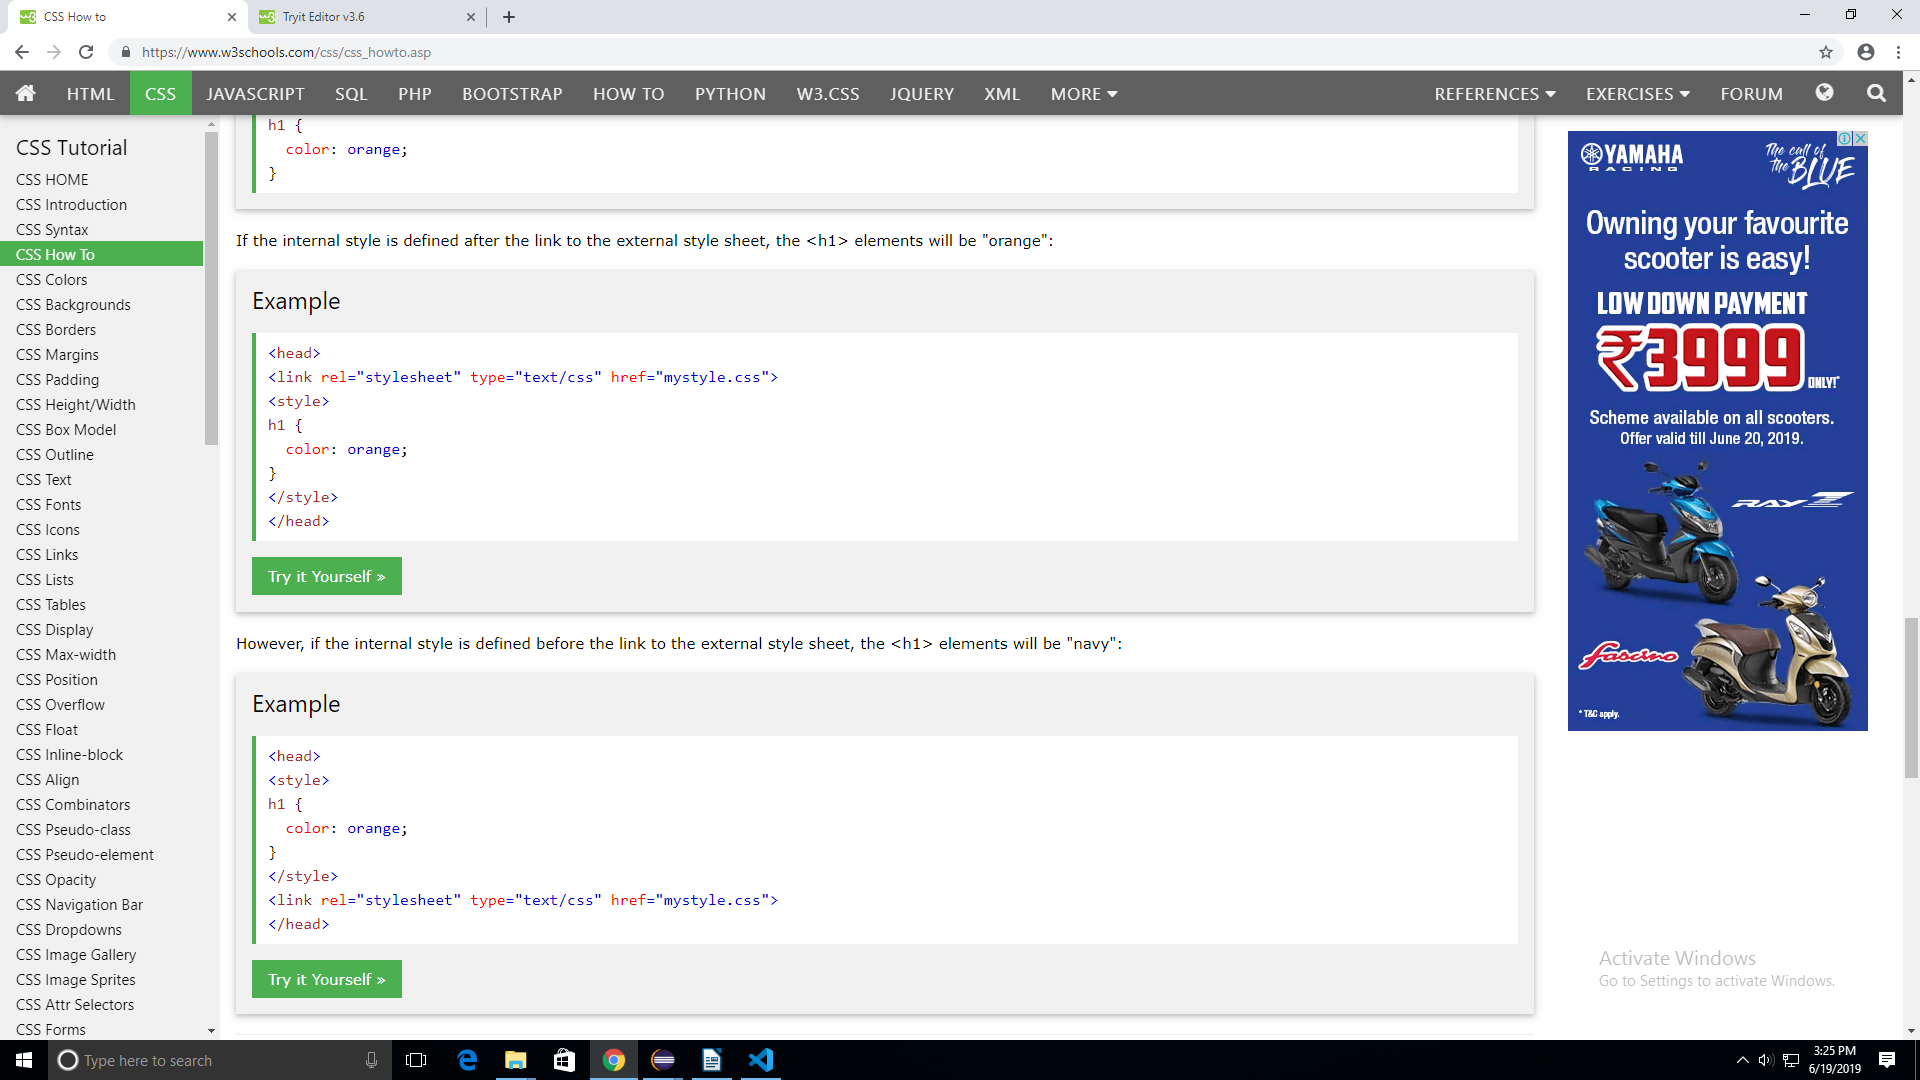 CSS How to
Tryit Editor v3.6
https://www.w3schools.com/css/css_howto.asp
HTML CSS JAVASCRIPT SQL PHP BOOTSTRAP HOW TO PYTHON W3.CSS JQUERY XML MORE REFERENCES EXERCISES FORUM
CSS Tutorial
CSS HOME
CSS Introduction
CSS Syntax
CSS How To
CSS Colors
CSS Backgrounds
CSS Borders
CSS Margins
CSS Padding
CSS Height/Width
CSS Box Model
CSS Outline
CSS Text
CSS Fonts
CSS Icons
CSS Links
CSS Lists
CSS Tables
CSS Display
CSS Max-width
CSS Position
CSS Overflow
CSS Float
CSS Inline-block
CSS Align
CSS Combinators
CSS Pseudo-class
CSS Pseudo-element
CSS Opacity
CSS Navigation Bar
CSS Dropdowns
CSS Image Gallery
CSS Image Sprites
CSS Attr Selectors
CSS Forms
h1 {
color: orange;
}
If the internal style is defined after the link to the external style sheet, the <h1> elements will be "orange":
Example
<head>
<link rel="stylesheet" type="text/css" href="mystyle.css">
<style>
h1 {
color: orange;
}
</style>
</head>
Try it Yourself »
However, if the internal style is defined before the link to the external style sheet, the <h1> elements will be "navy":
Example
<head>
<style>
h1 {
color: orange;
}
</style>
<link rel="stylesheet" type="text/css" href="mystyle.css">
</head>
Try it Yourself »
YAMAHA
RACING
The call of
the BLUE
Owning your favourite
scooter is easy!
LOW DOWN PAYMENT
₹3999
ONLY!*
Scheme available on all scooters.
Offer valid till June 20, 2019.
RAY Z
Fascino
* T&C apply.
Activate Windows
Go to Settings to activate Windows.
Type here to search
3:25 PM
6/19/2019